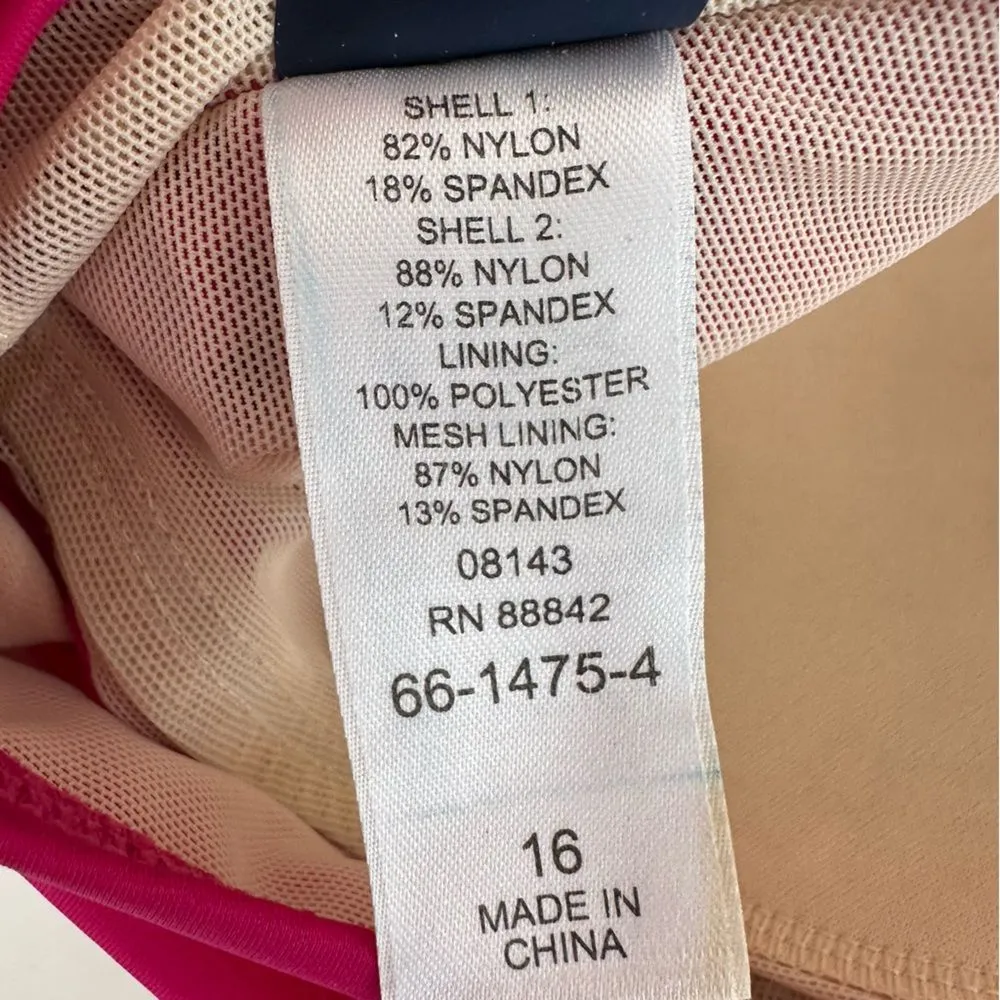 SHELL 1:
82% NYLON
18% SPANDEX
SHELL 2:
88% NYLON
12% SPANDEX
LINING:
100% POLYESTER
MESH LINING:
87% NYLON
13% SPANDEX
08143
RN 88842
66-1475-4
16
MADE IN
CHINA